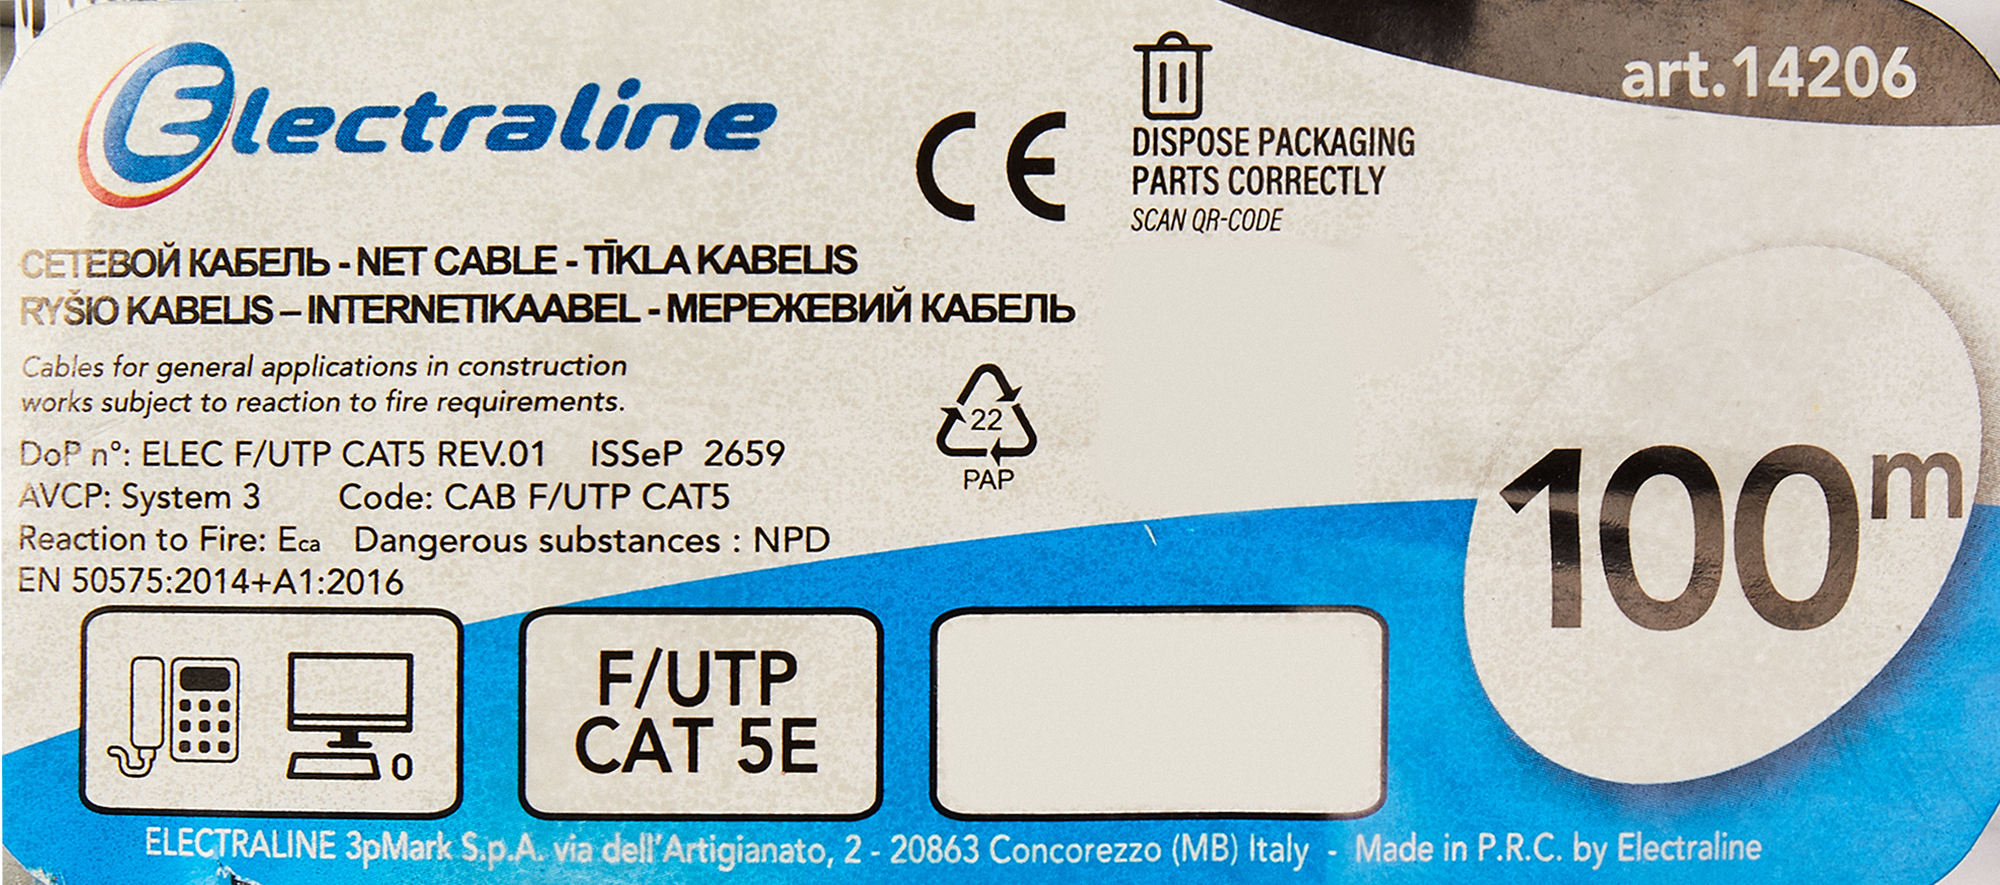 Electraline
art.14206
CE
DISPOSE PACKAGING
PARTS CORRECTLY
SCAN QR-CODE
СЕТЕВОЙ КАБЕЛЬ - NET CABLE - TĪKLA KABELIS
RYŠIO KABELIS – INTERNETIKAABEL - МЕРЕЖЕВИЙ КАБЕЛЬ
Cables for general applications in construction
works subject to reaction to fire requirements.
DoP n°: ELEC F/UTP CAT5 REV.01 ISSeP 2659
AVCP: System 3 Code: CAB F/UTP CAT5
Reaction to Fire: Eca Dangerous substances : NPD
EN 50575:2014+A1:2016
22
PAP
100m
F/UTP
CAT 5E
ELECTRALINE 3pMark S.p.A. via dell'Artigianato, 2 - 20863 Concorezzo (MB) Italy - Made in P.R.C. by Electraline